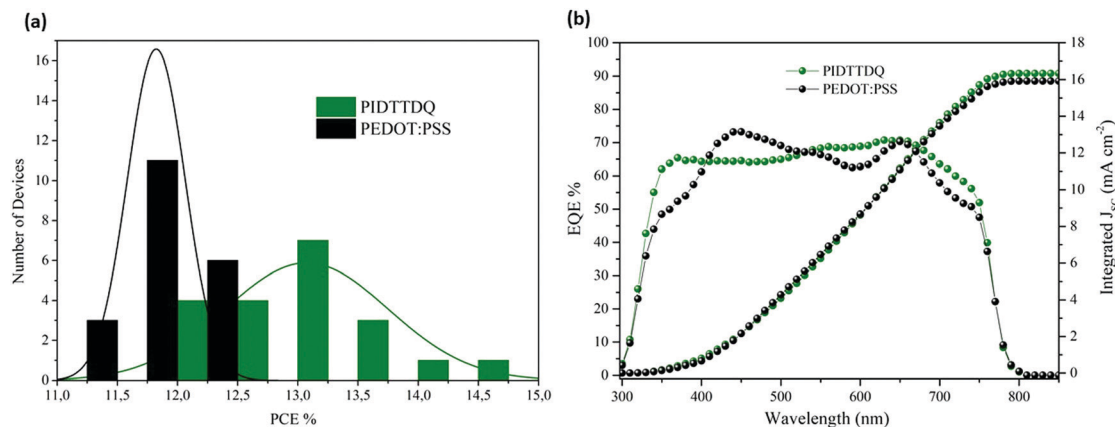 (a)
16
14
12
10
8
6
4
2
0
Number of Devices
PIDTTDQ
PEDOT:PSS
11,0 11,5 12,0 12,5 13,0 13,5 14,0 14,5 15,0
PCE %
(b)
100
90
80
70
60
50
40
30
20
10
0
EQE %
PIDTTDQ
PEDOT:PSS
18
16
14
12
10
8
6
4
2
0
Integrated J_SC (mA cm⁻²)
300 400 500 600 700 800
Wavelength (nm)